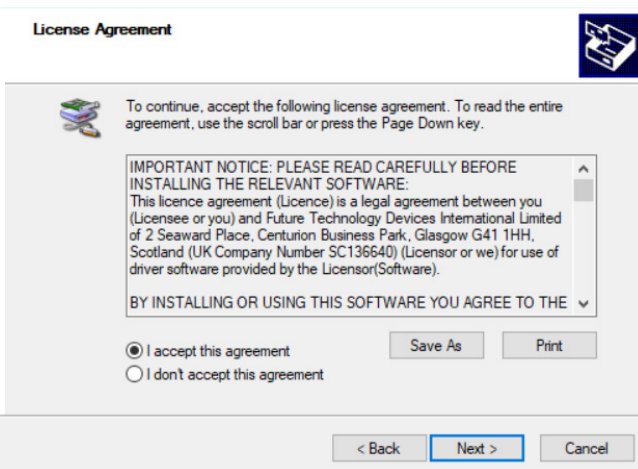 License Agreement
To continue, accept the following license agreement. To read the entire
agreement, use the scroll bar or press the Page Down key.
IMPORTANT NOTICE: PLEASE READ CAREFULLY BEFORE
INSTALLING THE RELEVANT SOFTWARE:
This licence agreement (Licence) is a legal agreement between you
(Licensee or you) and Future Technology Devices International Limited
of 2 Seaward Place, Centurion Business Park, Glasgow G41 1HH,
Scotland (UK Company Number SC136640) (Licensor or we) for use of
driver software provided by the Licensor(Software).
BY INSTALLING OR USING THIS SOFTWARE YOU AGREE TO THE
I accept this agreement
Save As
Print
I don't accept this agreement
< Back
Next >
Cancel